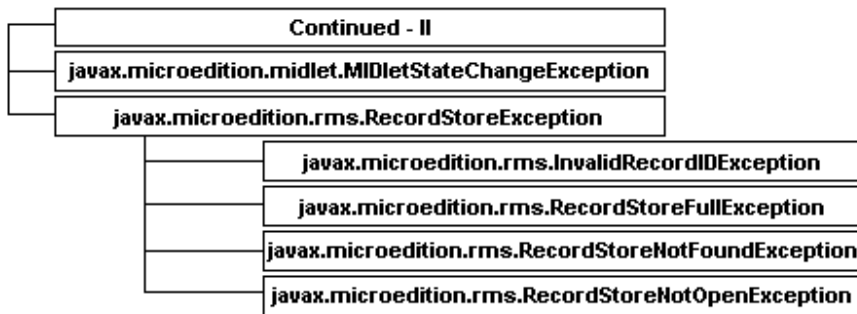 Continued - II
javax.microedition.midlet.MIDletStateChangeException
javax.microedition.rms.RecordStoreException
javax.microedition.rms.InvalidRecordIDException
javax.microedition.rms.RecordStoreFullException
javax.microedition.rms.RecordStoreNotFoundException
javax.microedition.rms.RecordStoreNotOpenException